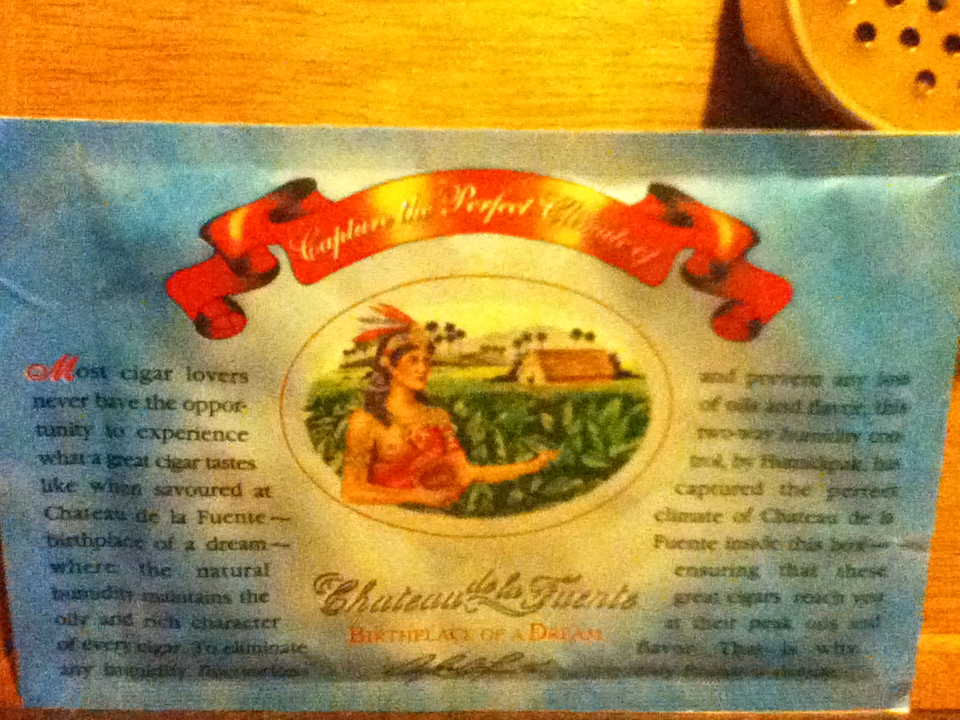 Capture the Perfect Climate of
Most cigar lovers
never have the oppor-
tunity to experience
what a great cigar tastes
like when savoured at
Chateau de la Fuente—
birthplace of a dream—
where the natural
humidity maintains the
oils and rich character
of every cigar. To eliminate
any humidity fluctuations
Chateau de la Fuente
BIRTHPLACE OF A DREAM
and prevent any loss
of oils and flavor, this
two-way humidity con-
trol, by Humidipak, has
captured the perfect
climate of Chateau de la
Fuente inside this box—
ensuring that these
great cigars reach you
at their peak oils and
flavor. That is why